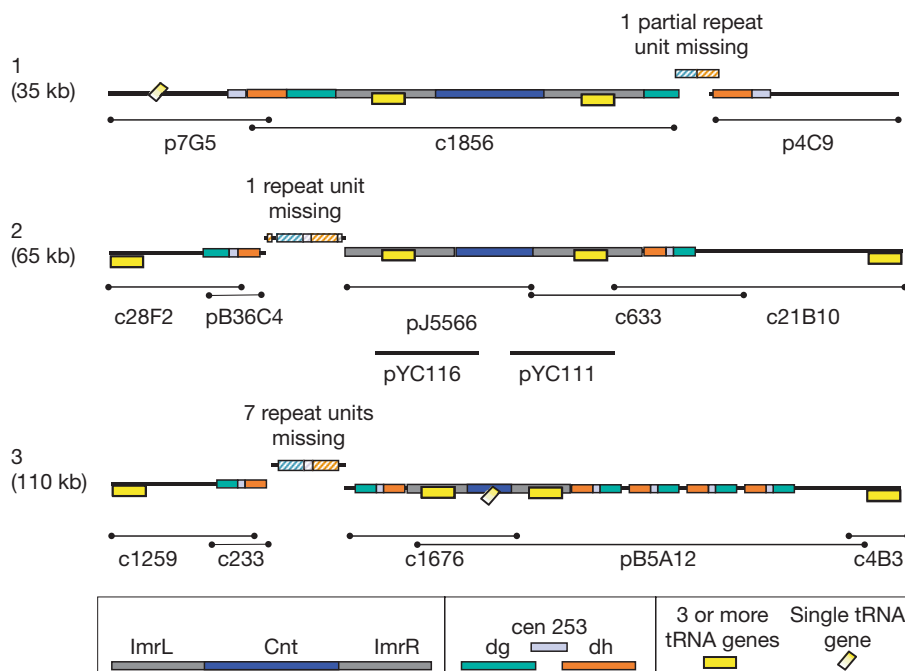 1 partial repeat
unit missing
1
(35 kb)
p7G5
c1856
p4C9
1 repeat unit
missing
2
(65 kb)
c28F2
pB36C4
pJ5566
c633
c21B10
pYC116
pYC111
7 repeat units
missing
3
(110 kb)
c1259
c233
c1676
pB5A12
c4B3
ImrL
Cnt
ImrR
cen 253
dg
dh
3 or more
tRNA genes
Single tRNA
gene